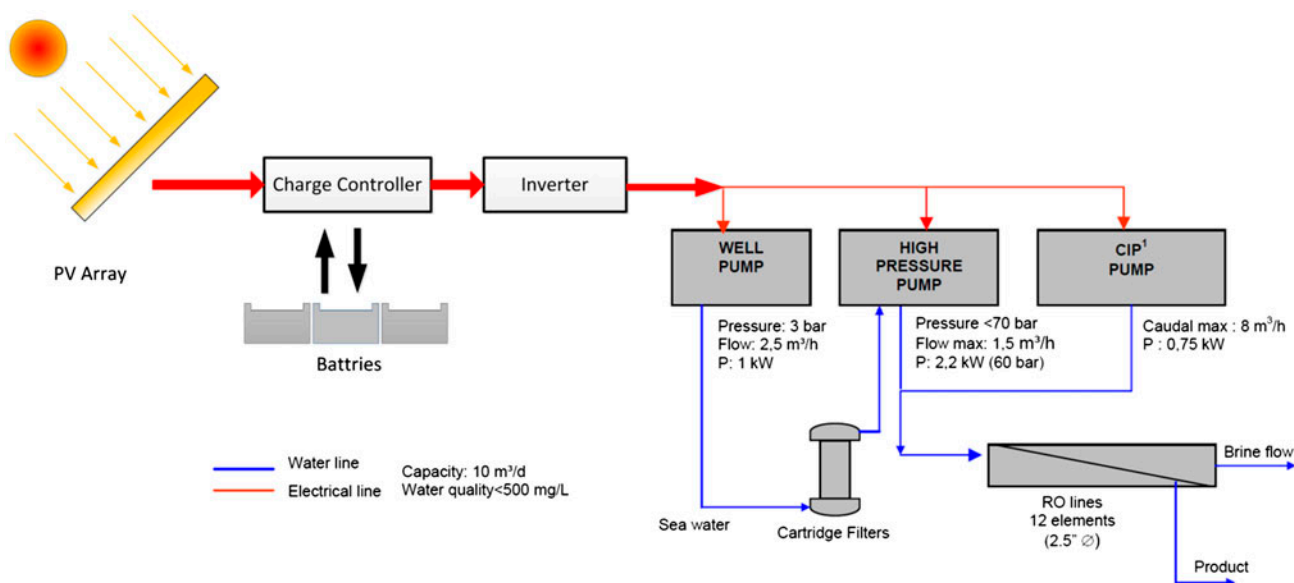 Charge Controller
Inverter
PV Array
Battries
WELL
PUMP
HIGH
PRESSURE
PUMP
CIP¹
PUMP
Pressure: 3 bar
Flow: 2,5 m³/h
P: 1 kW
Pressure <70 bar
Flow max: 1,5 m³/h
P: 2,2 kW (60 bar)
Caudal max : 8 m³/h
P : 0,75 kW
Water line
Electrical line
Capacity: 10 m³/d
Water quality<500 mg/L
Sea water
Cartridge Filters
RO lines
12 elements
(2.5" ∅)
Brine flow
Product